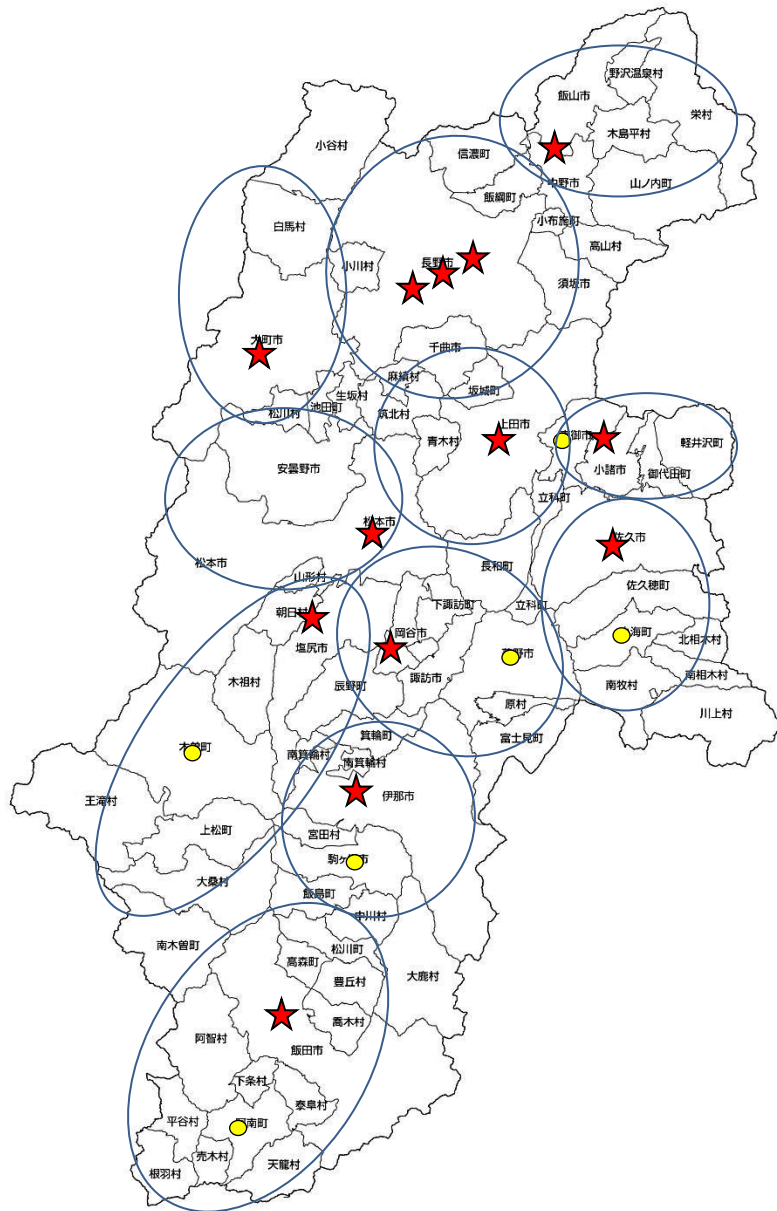 野沢温泉村
飯山市
栄村
木島平村
小谷村
信濃町
中野市
山ノ内町
飯綱町
小布施町
白馬村
高山村
長野市
小川村
須坂市
大町市
千曲市
麻績村
坂城町
生坂村
池田町
松川村
筑北村
上田市
青木村
軽井沢町
小諸市
御代田町
安曇野市
立科町
松本市
佐久市
松本市
長和町
山形村
佐久穂町
下諏訪町
立科町
朝日村
岡谷市
北相木村
塩尻市
諏訪市
南相木村
木祖村
辰野町
南牧村
原村
川上村
箕輪町
富士見町
南箕輪村
南箕輪村
王滝村
伊那市
上松町
宮田村
大桑村
飯島町
中川村
南木曽町
松川町
高森町
大鹿村
豊丘村
喬木村
阿智村
飯田市
下条村
泰阜村
平谷村
売木村
天龍村
根羽村